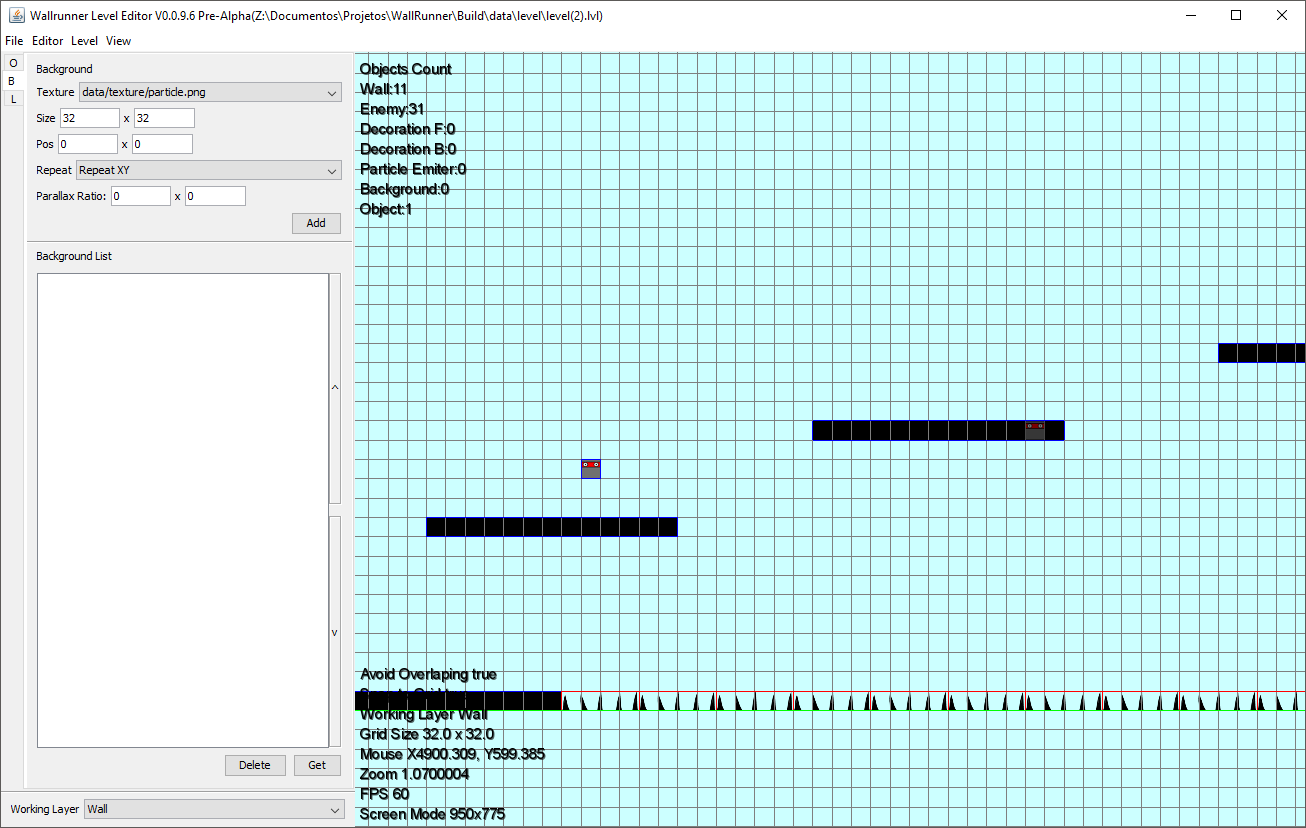 Wallrunner Level Editor V0.0.9.6 Pre-Alpha(Z:\Documentos\Projetos\WallRunner\Build\data\level\level(2).lvl)
File Editor Level View
O
B
L
Background
Texture data/texture/particle.png
Size 32 x 32
Pos 0 x 0
Repeat Repeat XY
Parallax Ratio: 0 x 0
Add
Background List
^
v
Delete Get
Working Layer Wall
Objects Count
Wall:11
Enemy:31
Decoration F:0
Decoration B:0
Particle Emiter:0
Background:0
Object:1
Avoid Overlaping true
Working Layer Wall
Grid Size 32.0 x 32.0
Mouse X4900.309, Y599.385
Zoom 1.0700004
FPS 60
Screen Mode 950x775